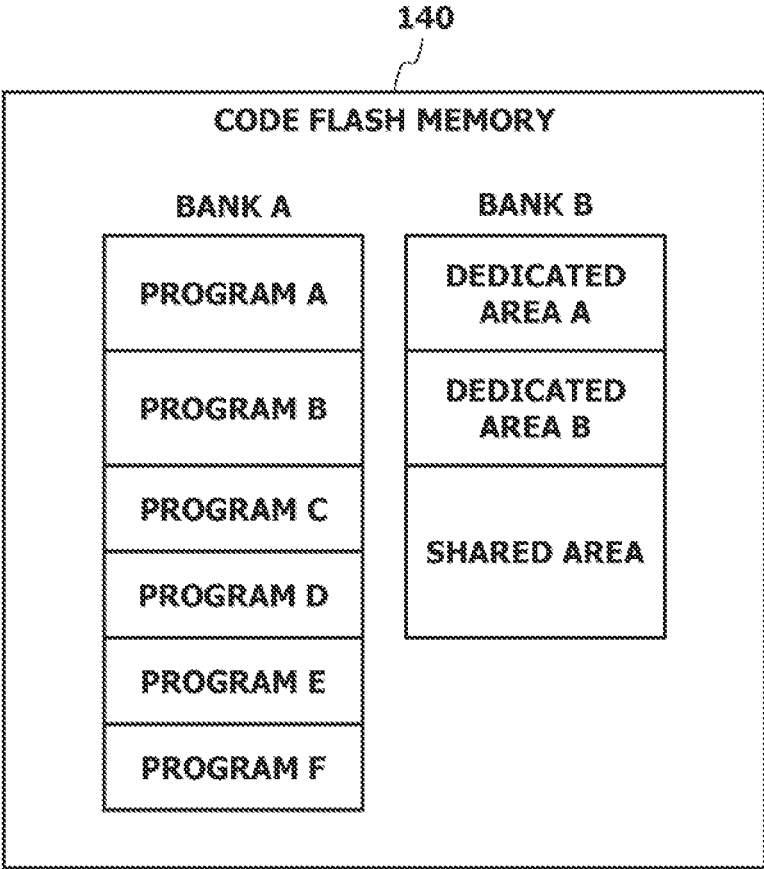 140
CODE FLASH MEMORY
BANK A
PROGRAM A
PROGRAM B
PROGRAM C
PROGRAM D
PROGRAM E
PROGRAM F
BANK B
DEDICATED
AREA A
DEDICATED
AREA B
SHARED AREA